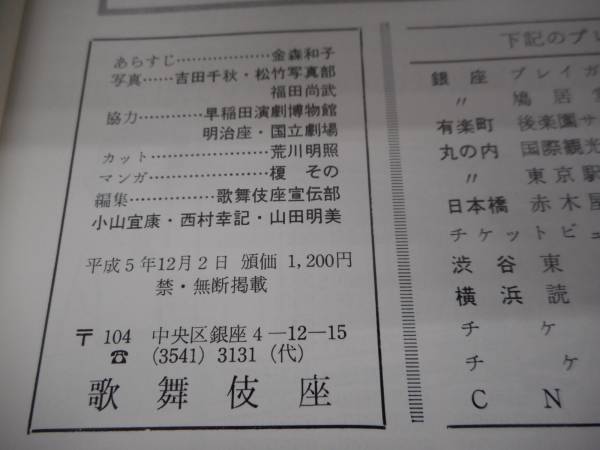 あらすじ………………金森和子
写真……吉田千秋・松竹写真部
福田尚武
協力…………早稲田演劇博物館
明治座・国立劇場
カット…………………荒川明照
マンガ…………………榎 その
編集……………歌舞伎座宣伝部
小山宜康・西村幸記・山田明美
平成5年12月2日 頒価 1,200円
禁・無断掲載
〒 104 中央区銀座4―12―15
☎ (3541) 3131 (代)
歌舞伎座
下記のプレ
銀座 プレイガ
〃 鳩居堂
有楽町 後楽園サ
丸の内 国際観光
〃 東京駅
日本橋 赤木屋
チケットビュ
渋谷東
横浜読
チケ
チケ
CN